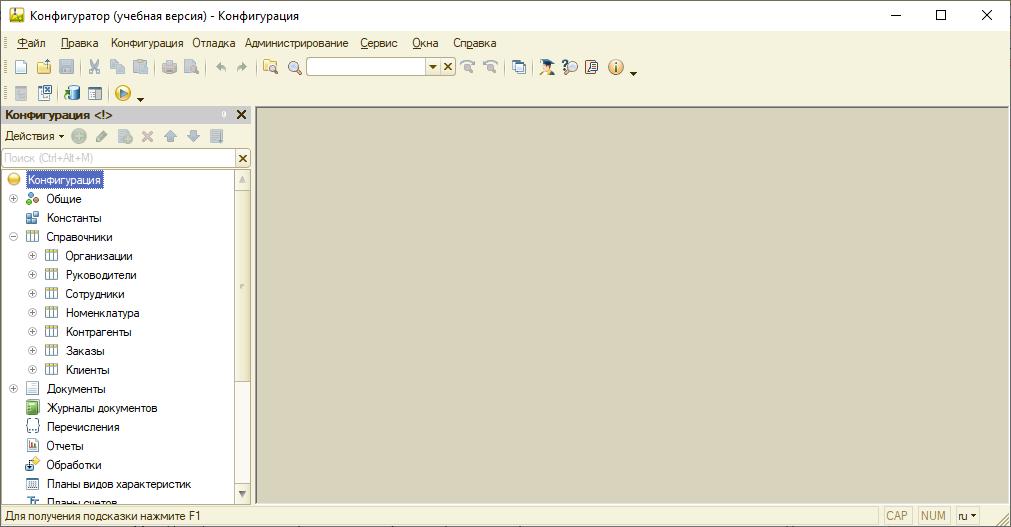 Конфигуратор (учебная версия) - Конфигурация
Файл Правка Конфигурация Отладка Администрирование Сервис Окна Справка
Конфигурация <!>
Действия
Поиск (Ctrl+Alt+M)
Конфигурация
Общие
Константы
Справочники
Организации
Руководители
Сотрудники
Номенклатура
Контрагенты
Заказы
Клиенты
Документы
Журналы документов
Перечисления
Отчеты
Обработки
Планы видов характеристик
Планы счетов
Для получения подсказки нажмите F1 CAP NUM ru